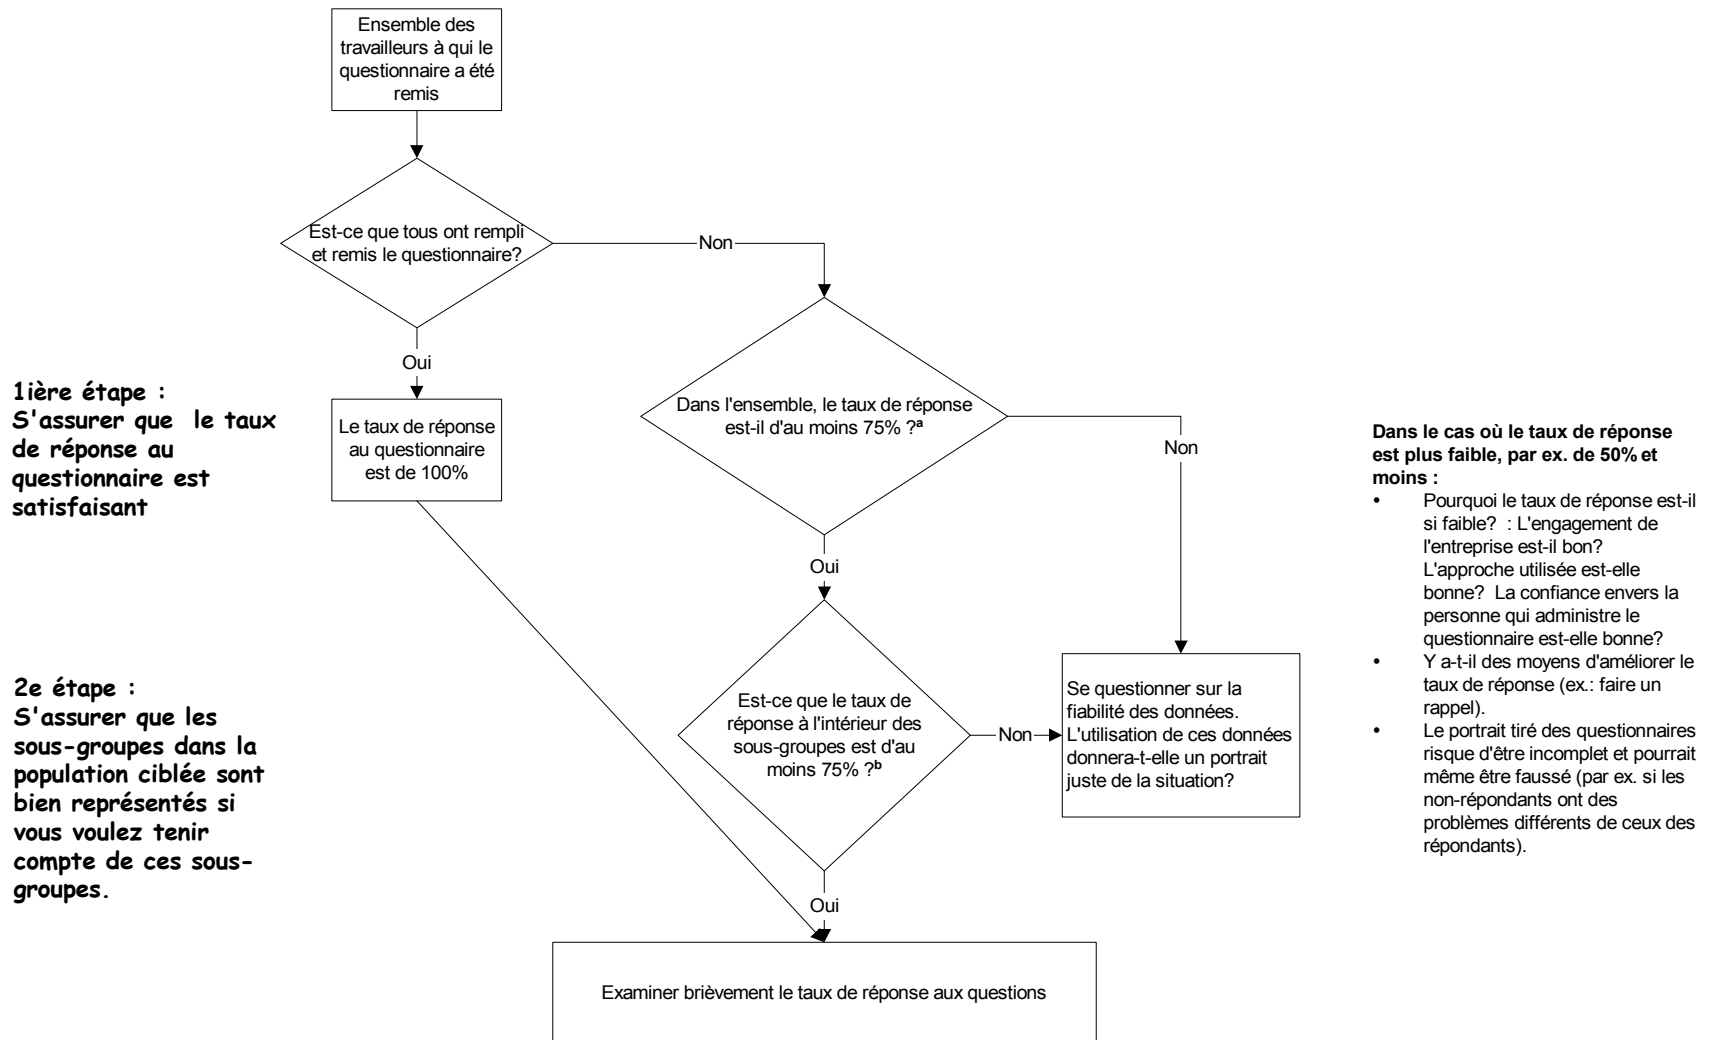 Ensemble des
travailleurs à qui le
questionnaire a été
remis
Est-ce que tous ont rempli
et remis le questionnaire?
Non
Oui
1ière étape :
S'assurer que le taux
de réponse au
questionnaire est
satisfaisant
Le taux de réponse
au questionnaire
est de 100%
Dans l'ensemble, le taux de réponse
est-il d'au moins 75% ?ᵃ
Non
Oui
Dans le cas où le taux de réponse
est plus faible, par ex. de 50% et
moins :
• Pourquoi le taux de réponse est-il
si faible? : L'engagement de
l'entreprise est-il bon?
L'approche utilisée est-elle
bonne? La confiance envers la
personne qui administre le
questionnaire est-elle bonne?
• Y a-t-il des moyens d'améliorer le
taux de réponse (ex.: faire un
rappel).
• Le portrait tiré des questionnaires
risque d'être incomplet et pourrait
même être faussé (par ex. si les
non-répondants ont des
problèmes différents de ceux des
répondants).
2e étape :
S'assurer que les
sous-groupes dans la
population ciblée sont
bien représentés si
vous voulez tenir
compte de ces sous-
groupes.
Est-ce que le taux de
réponse à l'intérieur des
sous-groupes est d'au
moins 75% ?ᵇ
Non
Se questionner sur la
fiabilité des données.
L'utilisation de ces données
donnera-t-elle un portrait
juste de la situation?
Oui
Examiner brièvement le taux de réponse aux questions